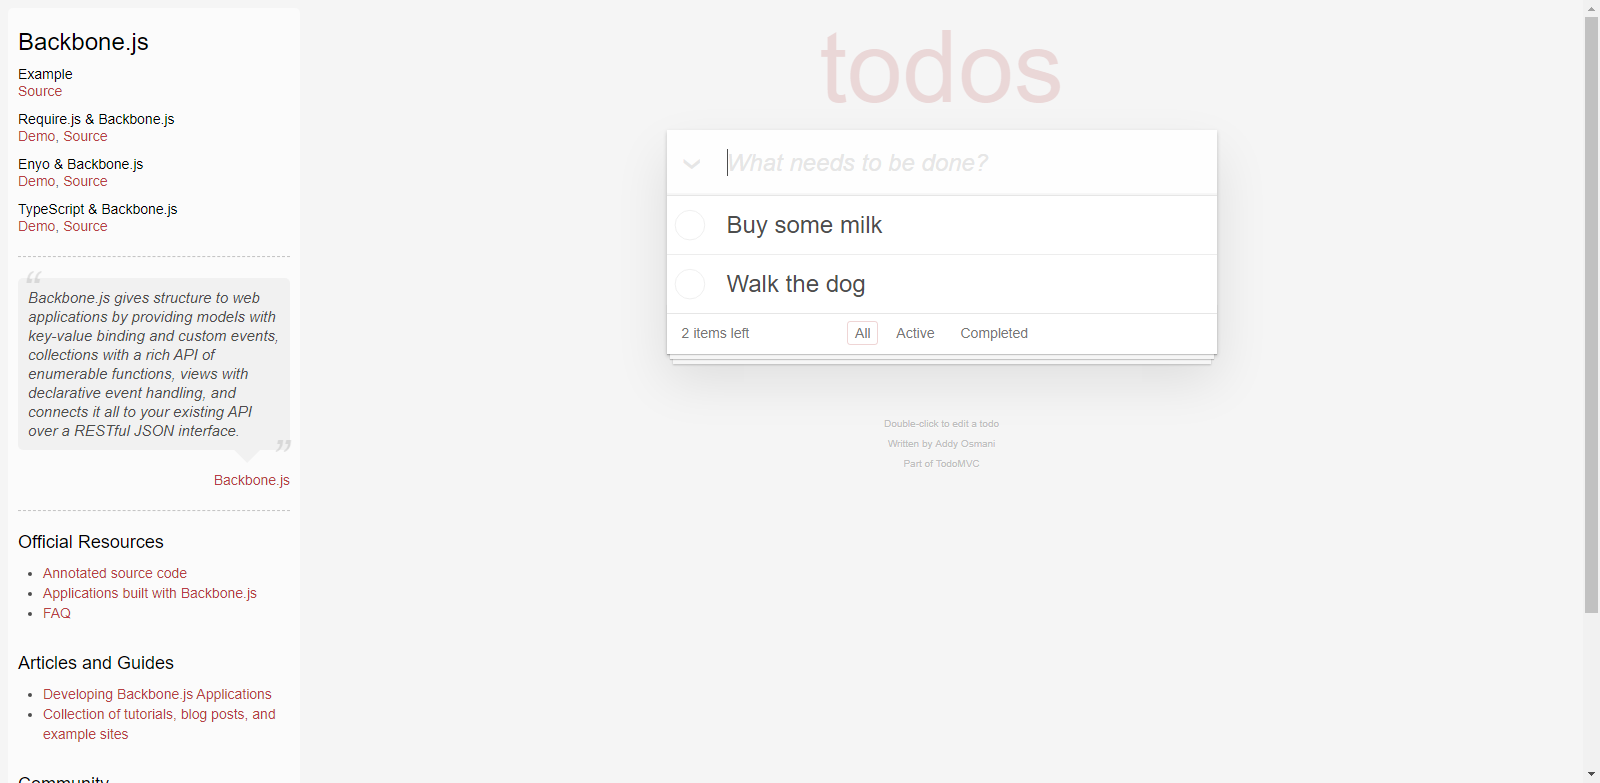 Backbone.js
Example
Source
Require.js & Backbone.js
Demo, Source
Enyo & Backbone.js
Demo, Source
TypeScript & Backbone.js
Demo, Source
“
Backbone.js gives structure to web
applications by providing models with
key-value binding and custom events,
collections with a rich API of
enumerable functions, views with
declarative event handling, and
connects it all to your existing API
over a RESTful JSON interface.
”
Backbone.js
Official Resources
• Annotated source code
• Applications built with Backbone.js
• FAQ
Articles and Guides
• Developing Backbone.js Applications
• Collection of tutorials, blog posts, and
example sites
Community
todos
What needs to be done?
Buy some milk
Walk the dog
2 items left All Active Completed
Double-click to edit a todo
Written by Addy Osmani
Part of TodoMVC